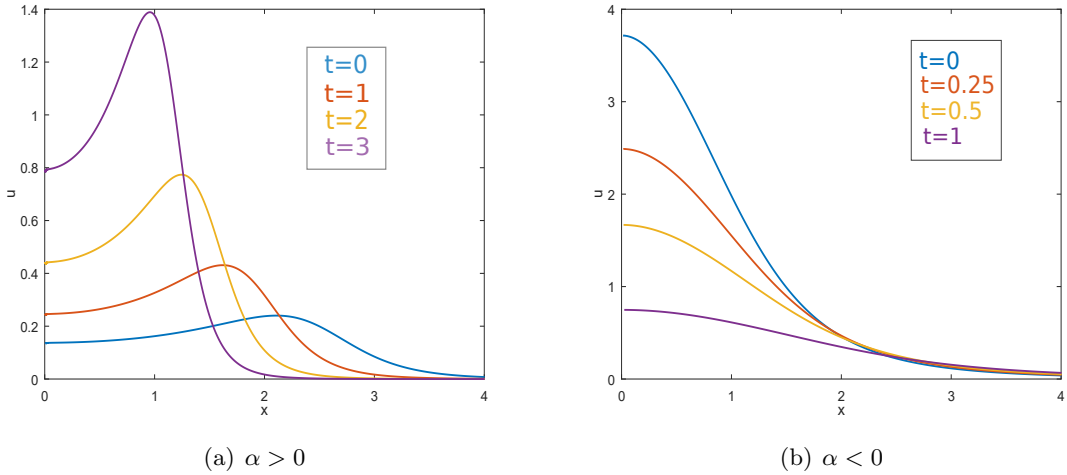 1.4
1.2
1
0.8
0.6
0.4
0.2
0
u
0 1 2 3 4
x
t=0
t=1
t=2
t=3
(a) α > 0
4
3
2
1
0
u
0 1 2 3 4
x
t=0
t=0.25
t=0.5
t=1
(b) α < 0